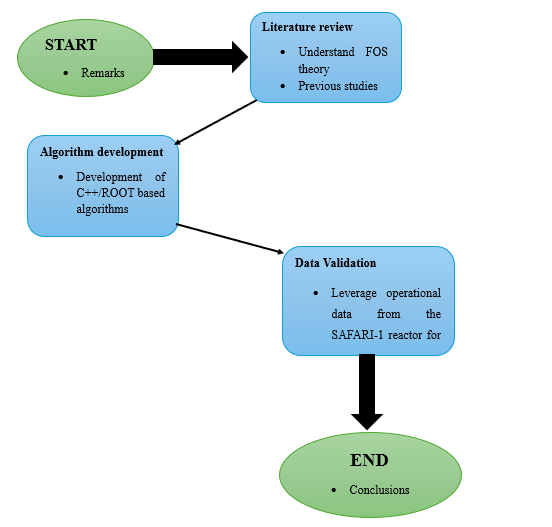 START
• Remarks
Literature review
• Understand FOS
theory
• Previous studies
Algorithm development
• Development of
C++/ROOT based
algorithms
Data Validation
• Leverage operational
data from the
SAFARI-1 reactor for
END
• Conclusions